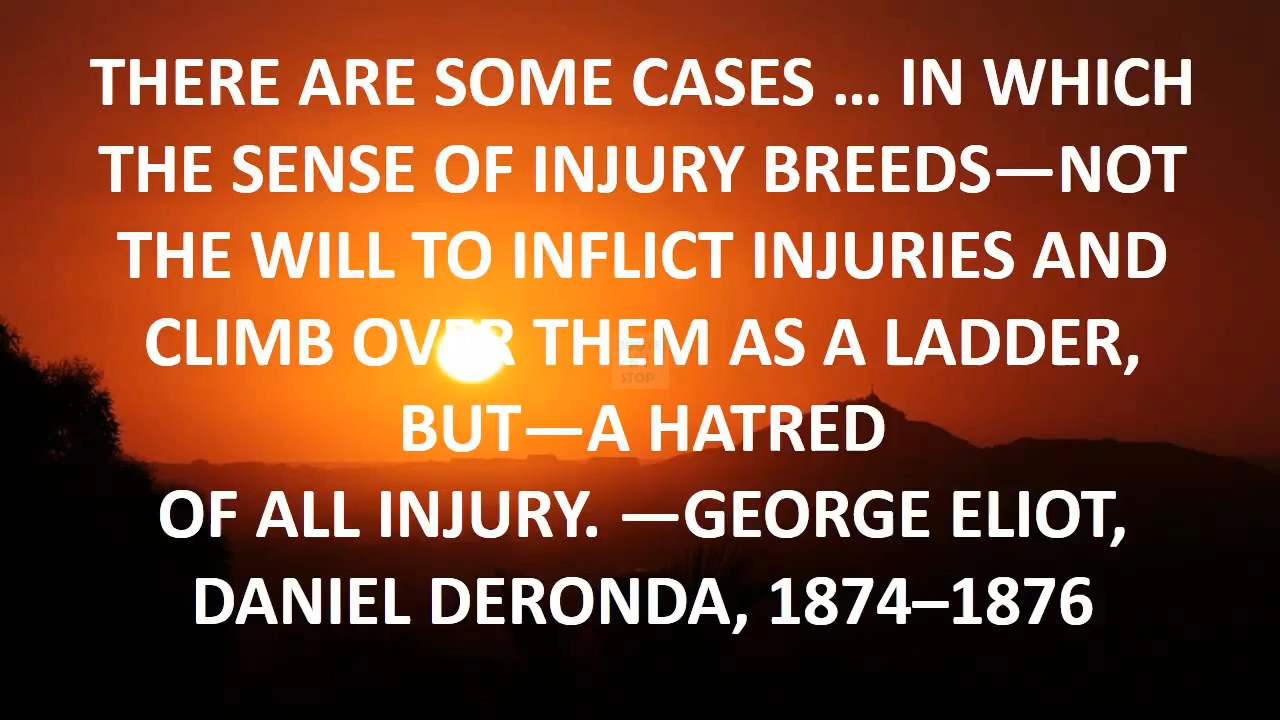 THERE ARE SOME CASES ... IN WHICH
THE SENSE OF INJURY BREEDS—NOT
THE WILL TO INFLICT INJURIES AND
CLIMB OVER THEM AS A LADDER,
BUT—A HATRED
OF ALL INJURY. —GEORGE ELIOT,
DANIEL DERONDA, 1874–1876
STOP